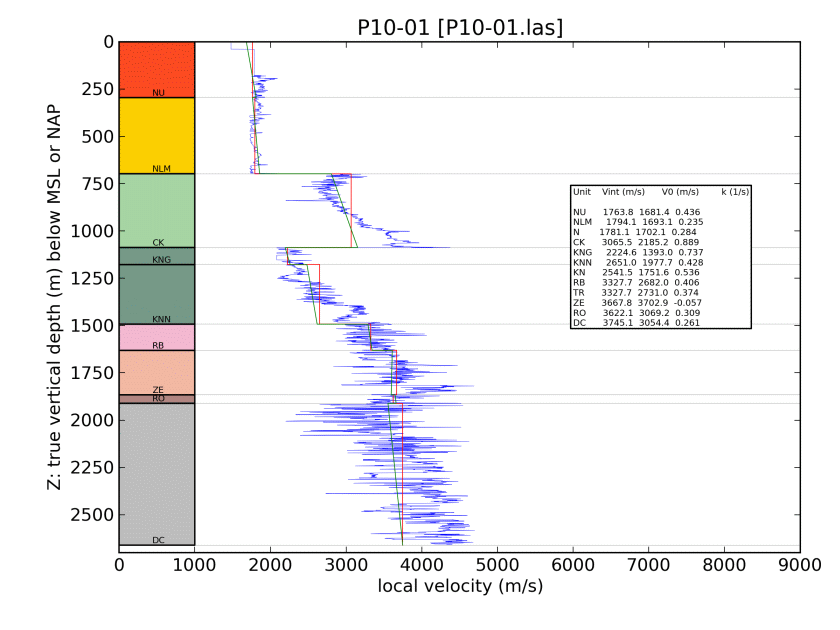 P10-01 [P10-01.las]
Z: true vertical depth (m) below MSL or NAP
0
250
500
750
1000
1250
1500
1750
2000
2250
2500
NU
NLM
CK
KNG
KNN
RB
ZE
RO
DC
Unit Vint (m/s) V0 (m/s) k (1/s)
NU 1763.8 1681.4 0.436
NLM 1794.1 1693.1 0.235
N 1781.1 1702.1 0.284
CK 3065.5 2185.2 0.889
KNG 2224.6 1393.0 0.737
KNN 2651.0 1977.7 0.428
KN 2541.5 1751.6 0.536
RB 3327.7 2682.0 0.406
TR 3327.7 2731.0 0.374
ZE 3667.8 3702.9 -0.057
RO 3622.1 3069.2 0.309
DC 3745.1 3054.4 0.261
0 1000 2000 3000 4000 5000 6000 7000 8000 9000
local velocity (m/s)